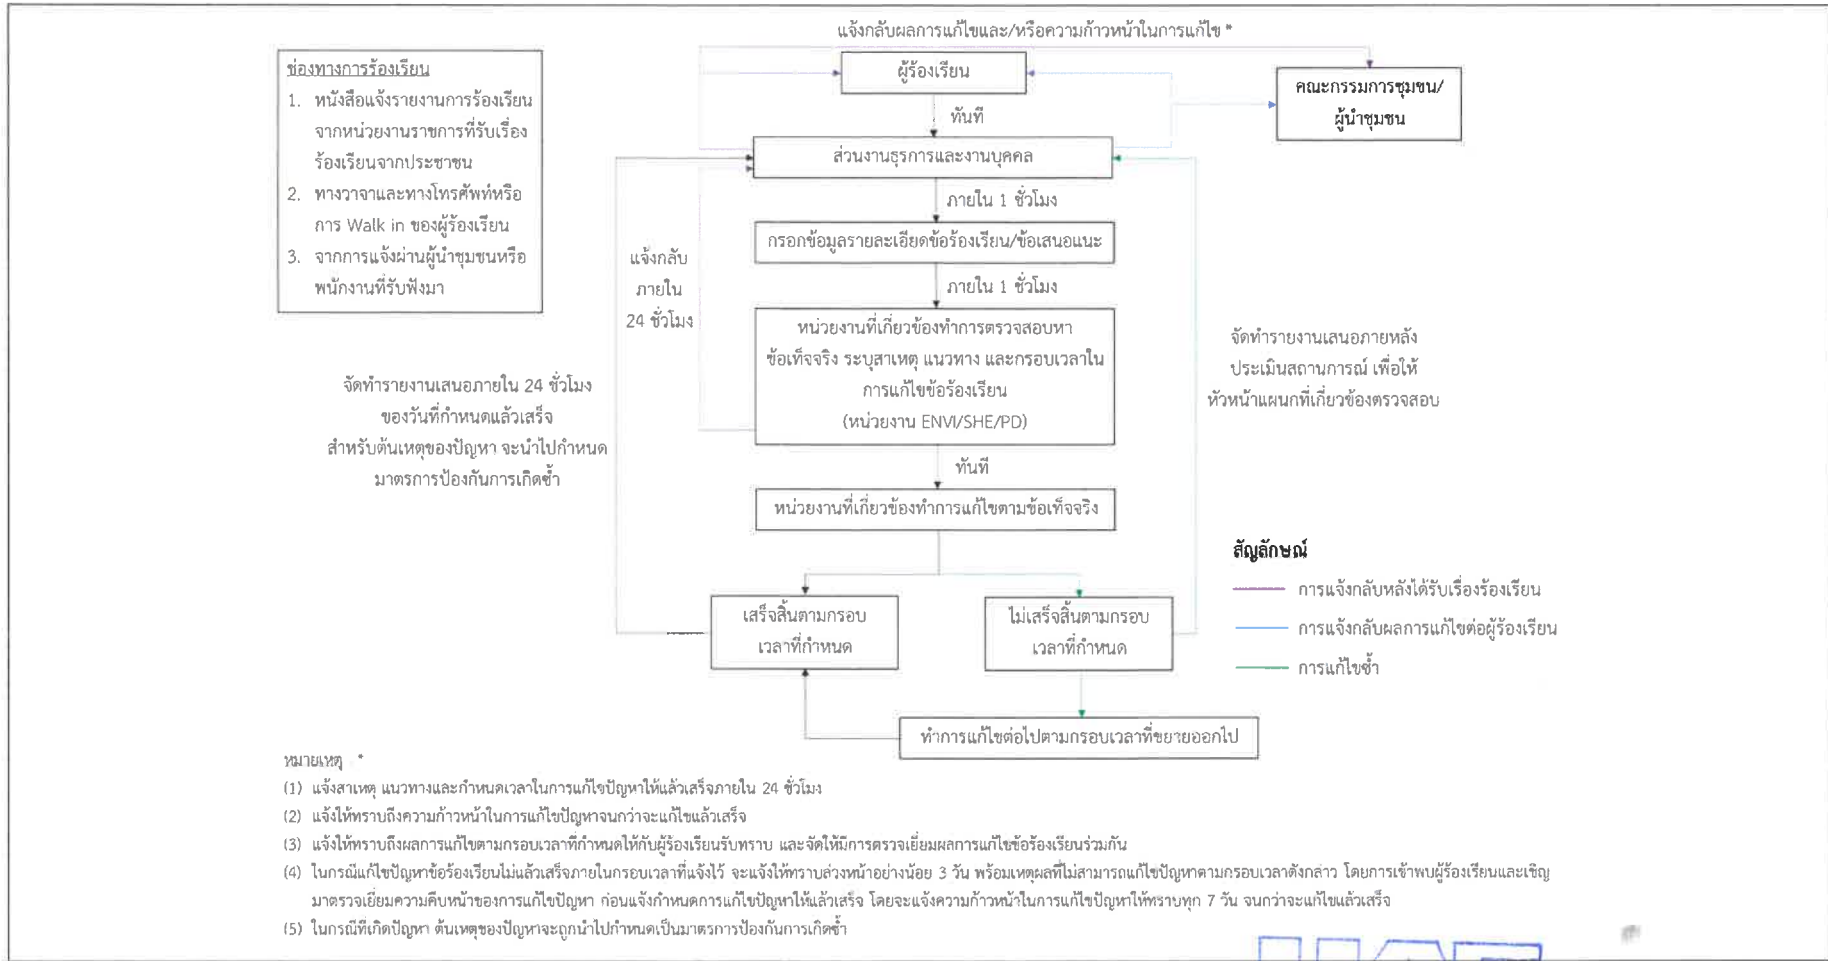 แจ้งกลับผลการแก้ไขและ/หรือความก้าวหน้าในการแก้ไข *
ช่องทางการร้องเรียน
1. หนังสือแจ้งรายงานการร้องเรียน
จากหน่วยงานราชการที่รับเรื่อง
ร้องเรียนจากประชาชน
2. ทางวาจาและทางโทรศัพท์หรือ
การ Walk in ของผู้ร้องเรียน
3. จากการแจ้งผ่านผู้นำชุมชนหรือ
พนักงานที่รับฟังมา
ผู้ร้องเรียน
คณะกรรมการชุมชน/
ผู้นำชุมชน
ทันที
ส่วนงานธุรการและงานบุคคล
ภายใน 1 ชั่วโมง
กรอกข้อมูลรายละเอียดข้อร้องเรียน/ข้อเสนอแนะ
ภายใน 1 ชั่วโมง
แจ้งกลับ
ภายใน
24 ชั่วโมง
หน่วยงานที่เกี่ยวข้องทำการตรวจสอบหา
ข้อเท็จจริง ระบุสาเหตุ แนวทาง และกรอบเวลาใน
การแก้ไขข้อร้องเรียน
(หน่วยงาน ENVI/SHE/PD)
จัดทำรายงานเสนอภายใน 24 ชั่วโมง
ของวันที่กำหนดแล้วเสร็จ
สำหรับต้นเหตุของปัญหา จะนำไปกำหนด
มาตรการป้องกันการเกิดซ้ำ
จัดทำรายงานเสนอภายหลัง
ประเมินสถานการณ์ เพื่อให้
หัวหน้าแผนกที่เกี่ยวข้องตรวจสอบ
ทันที
หน่วยงานที่เกี่ยวข้องทำการแก้ไขตามข้อเท็จจริง
เสร็จสิ้นตามกรอบ
เวลาที่กำหนด
ไม่เสร็จสิ้นตามกรอบ
เวลาที่กำหนด
ทำการแก้ไขต่อไปตามกรอบเวลาที่ขยายออกไป
สัญลักษณ์
การแจ้งกลับหลังได้รับเรื่องร้องเรียน
การแจ้งกลับผลการแก้ไขต่อผู้ร้องเรียน
การแก้ไขซ้ำ
หมายเหตุ *
(1) แจ้งสาเหตุ แนวทางและกำหนดเวลาในการแก้ไขปัญหาให้แล้วเสร็จภายใน 24 ชั่วโมง
(2) แจ้งให้ทราบถึงความก้าวหน้าในการแก้ไขปัญหาจนกว่าจะแก้ไขแล้วเสร็จ
(3) แจ้งให้ทราบถึงผลการแก้ไขตามกรอบเวลาที่กำหนดให้กับผู้ร้องเรียนรับทราบ และจัดให้มีการตรวจเยี่ยมผลการแก้ไขข้อร้องเรียนร่วมกัน
(4) ในกรณีแก้ไขปัญหาข้อร้องเรียนไม่แล้วเสร็จภายในกรอบเวลาที่แจ้งไว้ จะแจ้งให้ทราบล่วงหน้าอย่างน้อย 3 วัน พร้อมเหตุผลที่ไม่สามารถแก้ไขปัญหาตามกรอบเวลาดังกล่าว โดยการเข้าพบผู้ร้องเรียนและเชิญ
มาตรวจเยี่ยมความคืบหน้าของการแก้ไขปัญหา ก่อนแจ้งกำหนดการแก้ไขปัญหาให้แล้วเสร็จ โดยจะแจ้งความก้าวหน้าในการแก้ไขปัญหาให้ทราบทุก 7 วัน จนกว่าจะแก้ไขแล้วเสร็จ
(5) ในกรณีที่เกิดปัญหา ต้นเหตุของปัญหาจะถูกนำไปกำหนดเป็นมาตรการป้องกันการเกิดซ้ำ